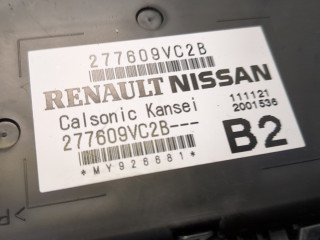 277609VC2B
RENAULT NISSAN
Calsonic Kansei
111121
2001536
277609VC2B---
B2
*MY926681*
>P